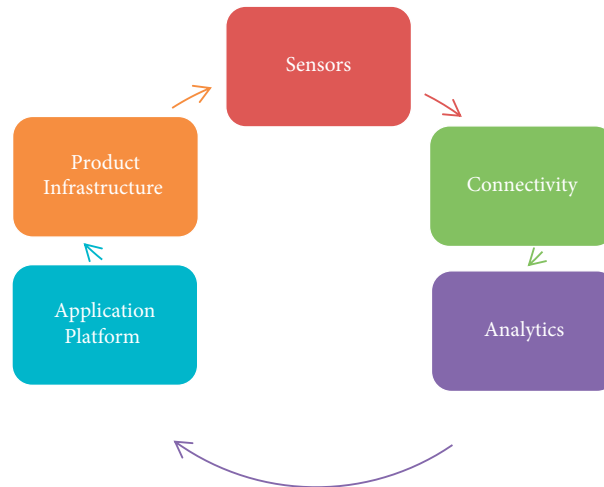 Sensors
Connectivity
Analytics
Application
Platform
Product
Infrastructure